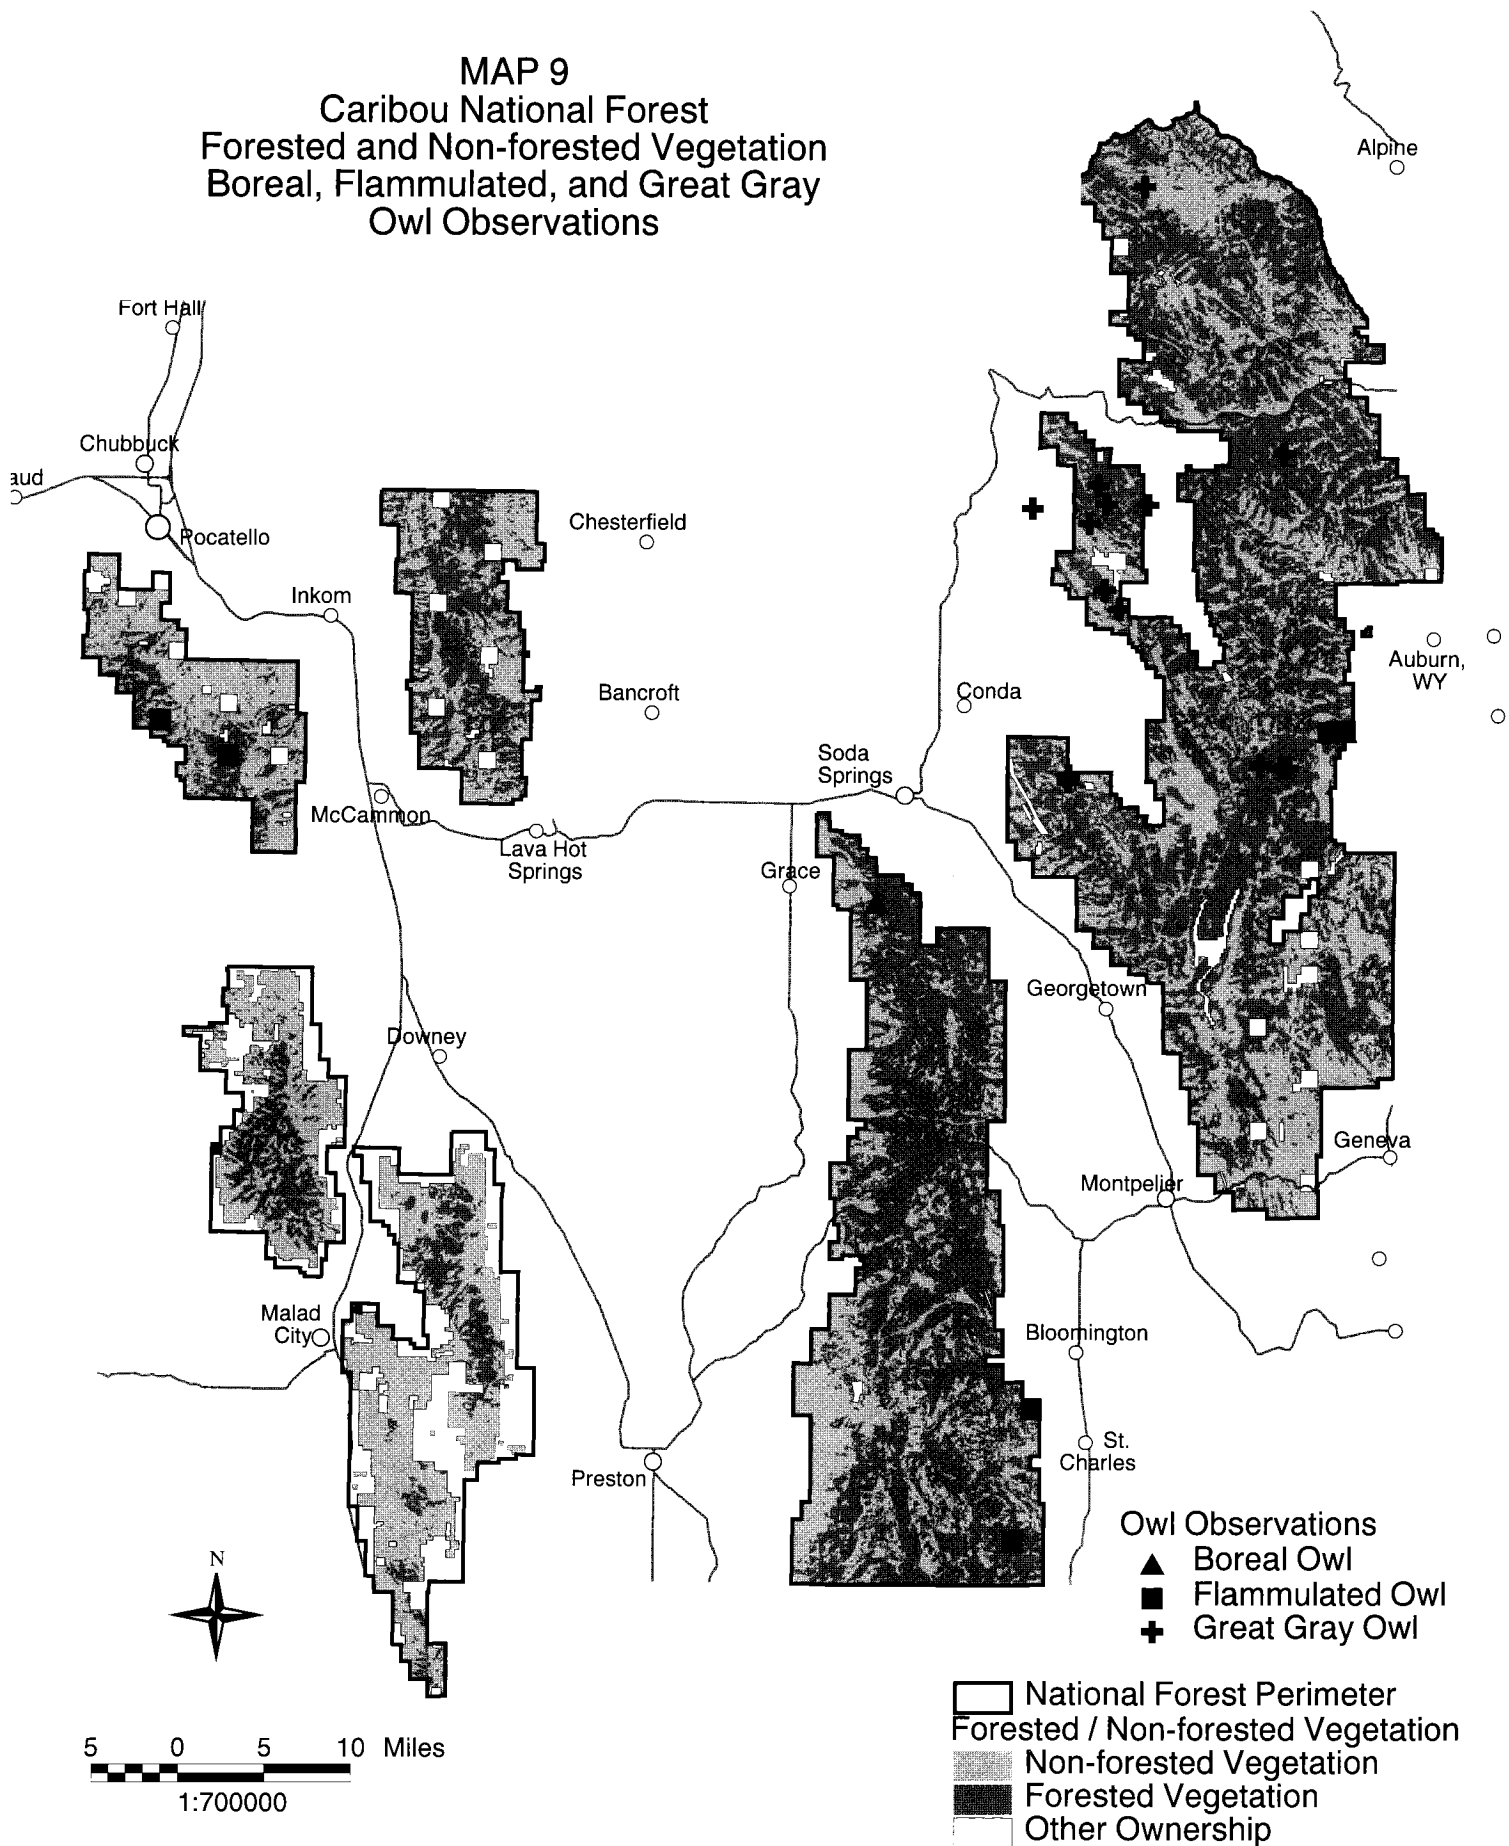 MAP 9
Caribou National Forest
Forested and Non-forested Vegetation
Boreal, Flammulated, and Great Gray
Owl Observations
Alpine
Fort Hall
Chubbuck
aud
Pocatello
Chesterfield
Inkom
Auburn,
WY
Bancroft
Conda
Soda
Springs
McCammon
Lava Hot
Springs
Grace
Georgetown
Downey
Geneva
Montpelier
Malad
City
Bloomington
St.
Charles
Preston
Owl Observations
Boreal Owl
Flammulated Owl
Great Gray Owl
N
National Forest Perimeter
Forested / Non-forested Vegetation
Non-forested Vegetation
Forested Vegetation
Other Ownership
5 0 5 10 Miles
1:700000